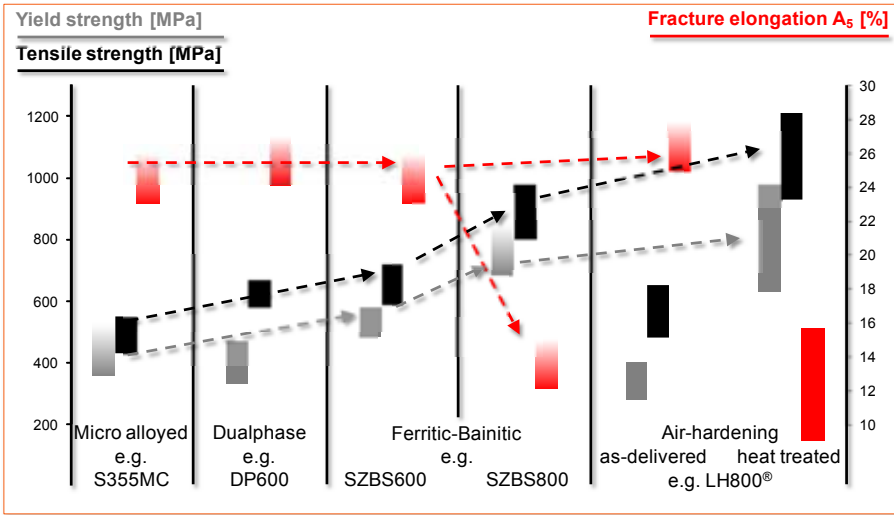 Yield strength [MPa]
Tensile strength [MPa]
Fracture elongation A₅ [%]
1200
1000
800
600
400
200
30
28
26
24
22
20
18
16
14
12
10
Micro alloyed
e.g.
S355MC
Dualphase
e.g.
DP600
Ferritic-Bainitic
e.g.
SZBS600 SZBS800
Air-hardening
as-delivered heat treated
e.g. LH800®